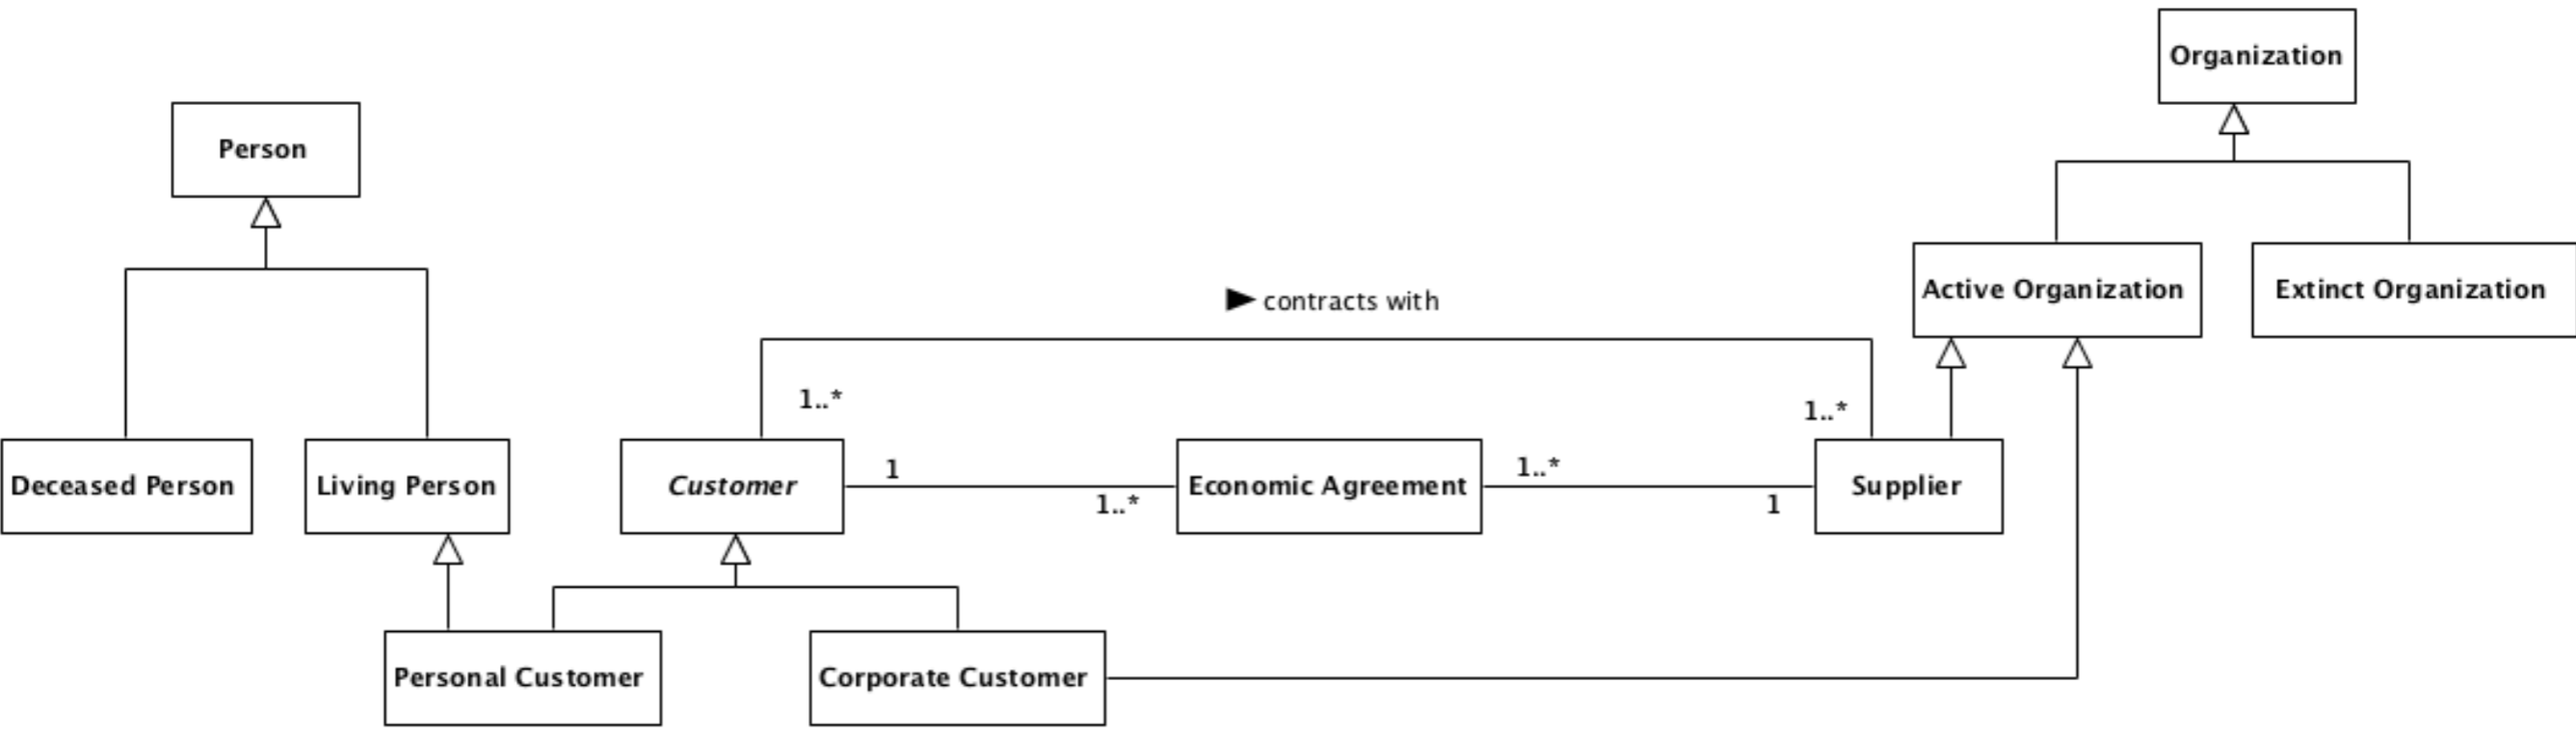 Organization
Person
Active Organization
Extinct Organization
contracts with
1..*
1..*
Deceased Person
Living Person
Customer
1
1..*
Economic Agreement
1..*
1
Supplier
Personal Customer
Corporate Customer